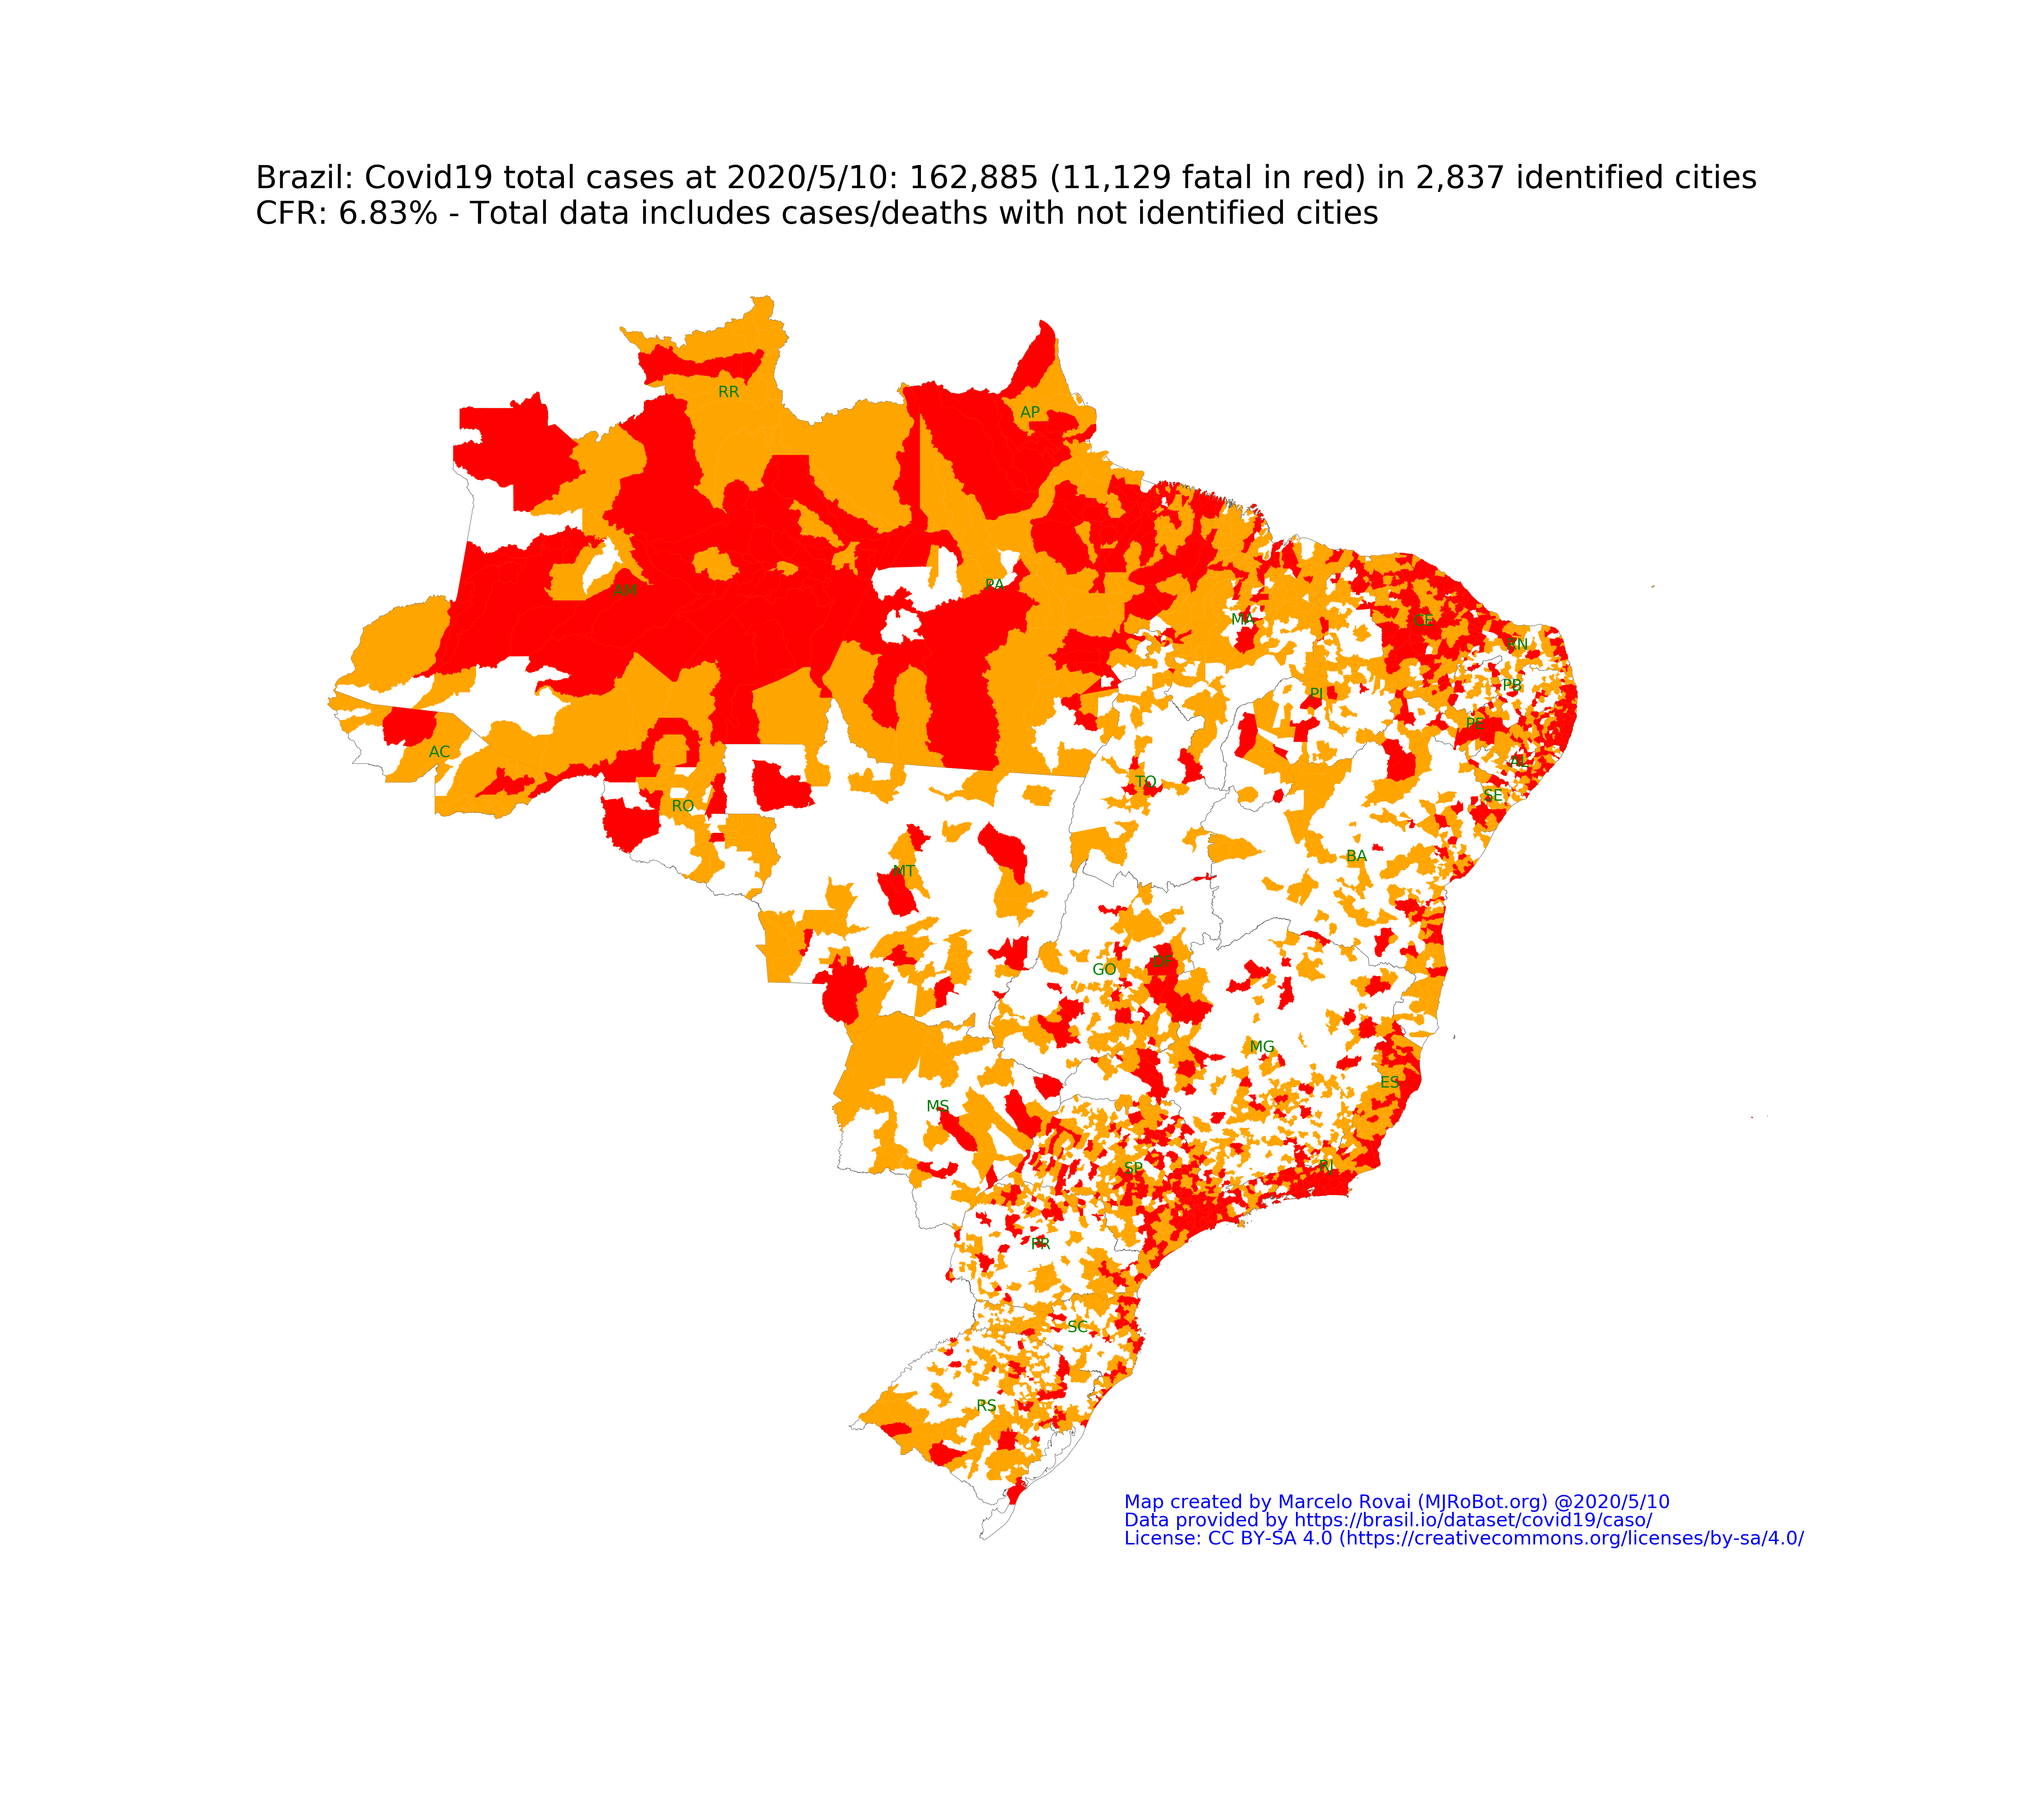 Brazil: Covid19 total cases at 2020/5/10: 162,885 (11,129 fatal in red) in 2,837 identified cities
CFR: 6.83% - Total data includes cases/deaths with not identified cities
RR
AP
AM
PA
MA
CE
RN
PB
PI
PE
AC
AL
TO
SE
RO
BA
MT
DF
GO
MG
ES
MS
RJ
SP
PR
SC
RS
Map created by Marcelo Rovai (MJRoBot.org) @2020/5/10
Data provided by https://brasil.io/dataset/covid19/caso/
License: CC BY-SA 4.0 (https://creativecommons.org/licenses/by-sa/4.0/